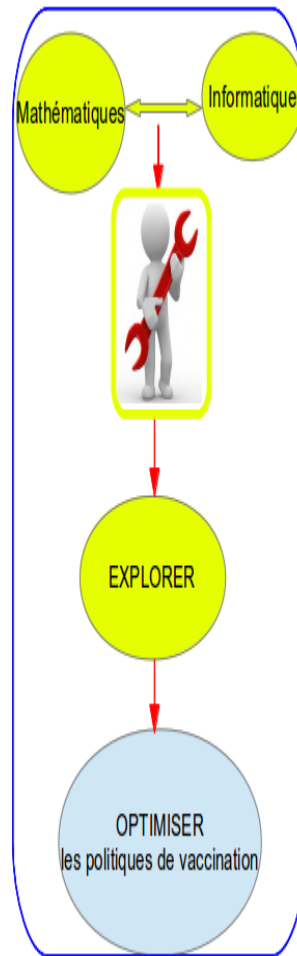 Mathématiques
Informatique
EXPLORER
OPTIMISER
les politiques de vaccination